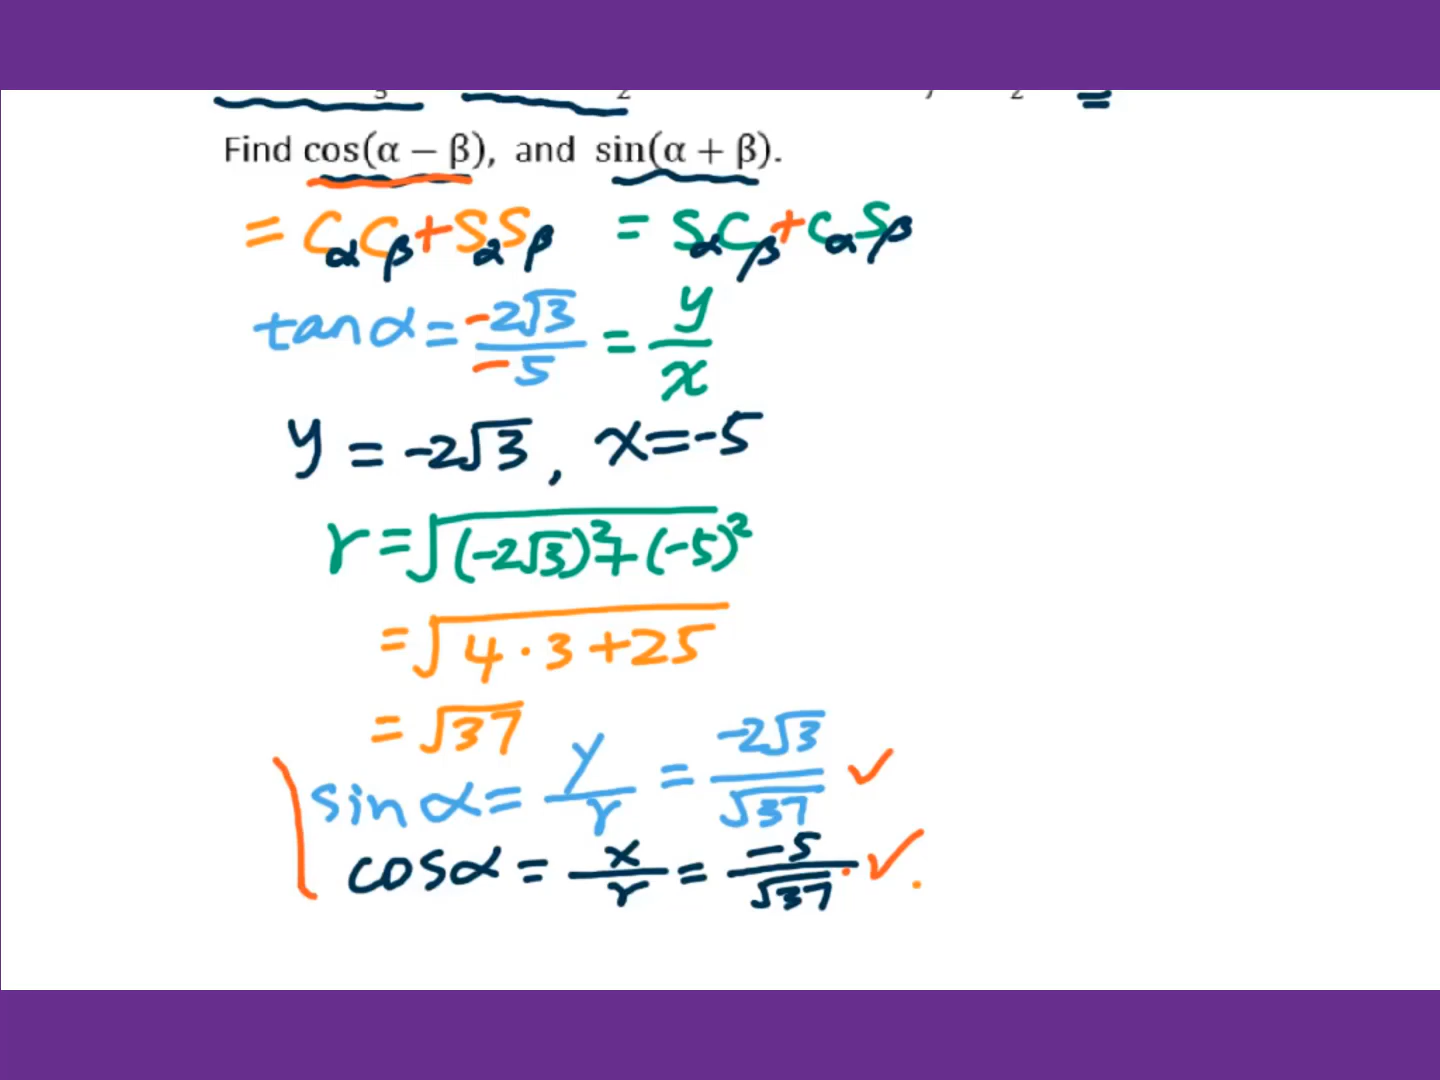 Find cos(α − β), and sin(α + β).
= CαCβ+SαSβ = SαCβ+CαSβ
tanα = -2√3/-5 = y/x
y = -2√3, x=-5
r = √(-2√3)²+(-5)²
= √4·3+25
= √37
sinα = y/r = -2√3/√37 ✓
cosα = x/r = -5/√37 ✓